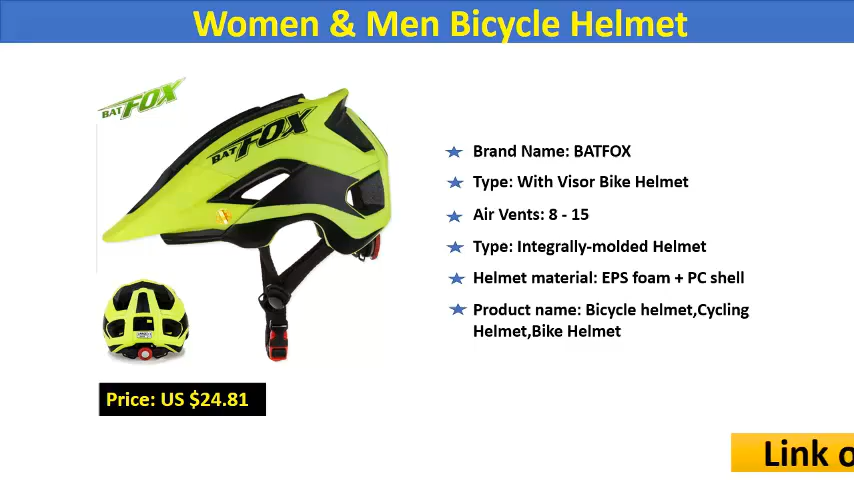 Women & Men Bicycle Helmet
BATFOX
BATFOX
Brand Name: BATFOX
Type: With Visor Bike Helmet
Air Vents: 8 - 15
Type: Integrally-molded Helmet
Helmet material: EPS foam + PC shell
Product name: Bicycle helmet,Cycling
Helmet,Bike Helmet
Price: US $24.81
Link o